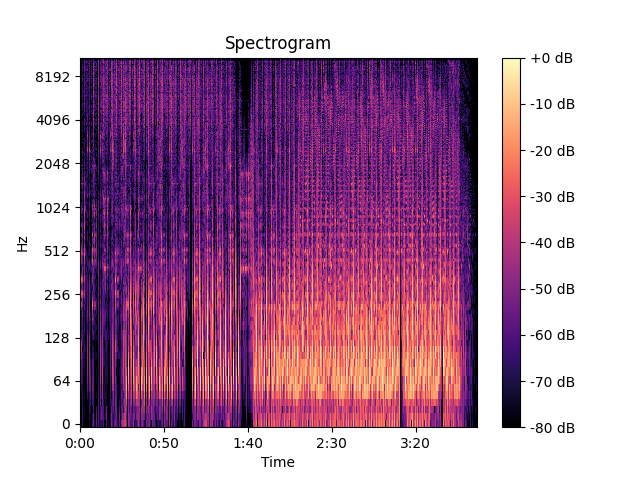 Spectrogram
8192
4096
2048
1024
512
256
128
64
0
Hz
0:00 0:50 1:40 2:30 3:20
Time
+0 dB
-10 dB
-20 dB
-30 dB
-40 dB
-50 dB
-60 dB
-70 dB
-80 dB